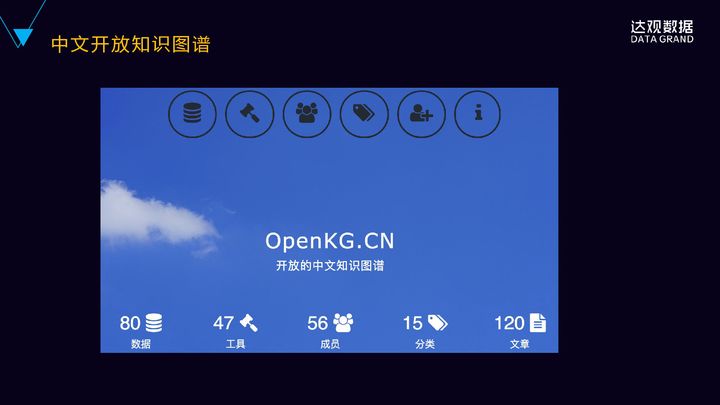 中文开放知识图谱
达观数据
DATA GRAND
OpenKG.CN
开放的中文知识图谱
80 47 56 15 120
数据 工具 成员 分类 文章